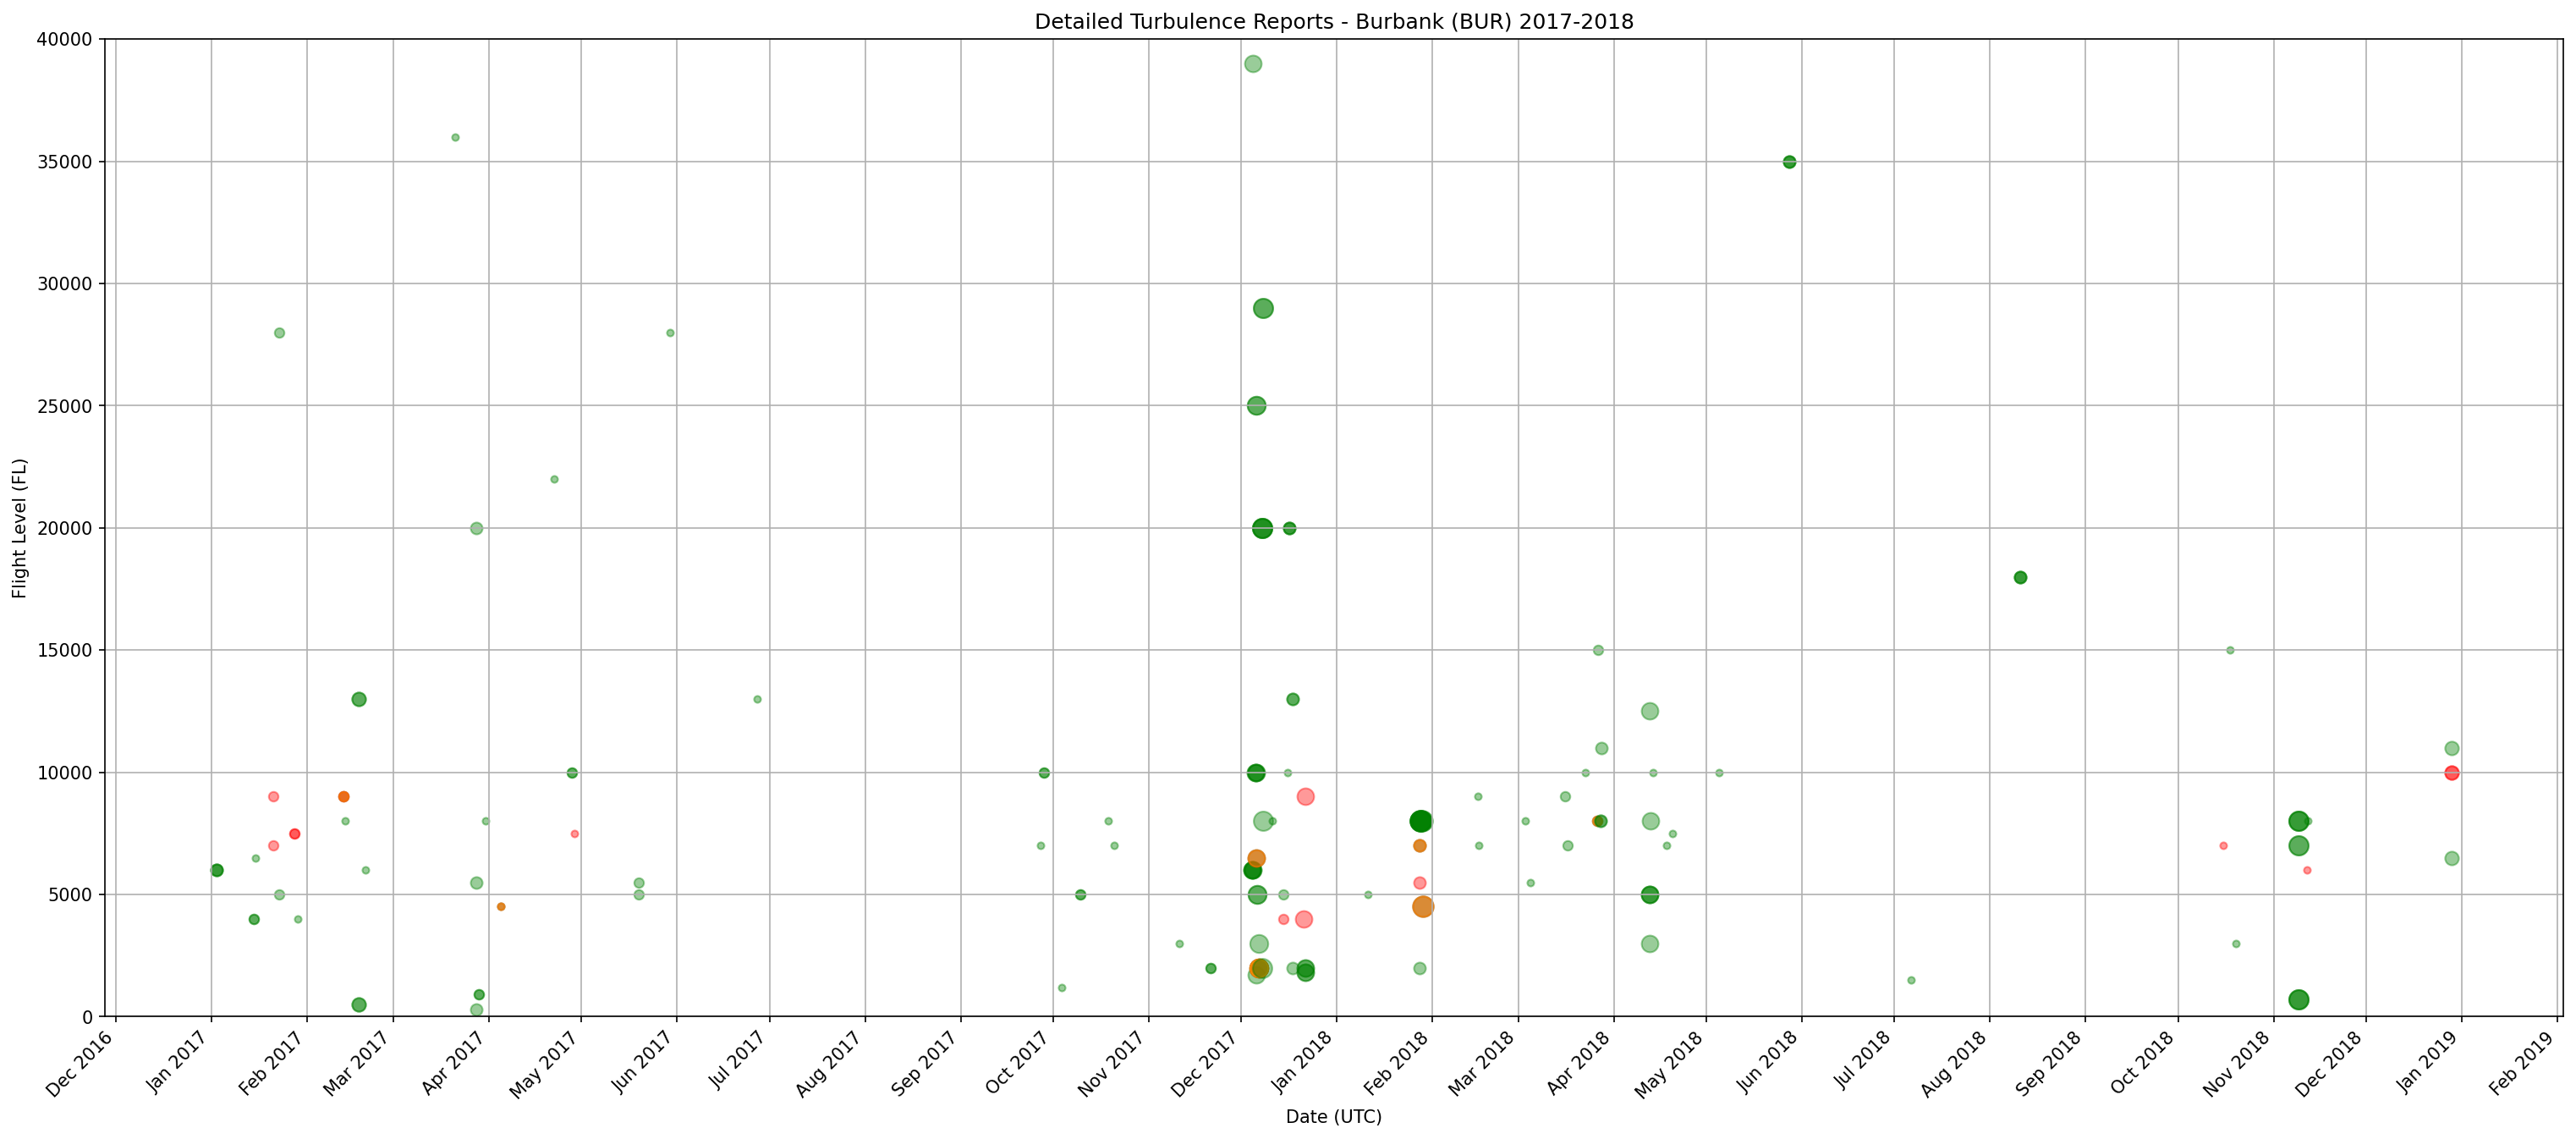 Detailed Turbulence Reports - Burbank (BUR) 2017-2018
40000
35000
30000
25000
20000
15000
10000
5000
0
Flight Level (FL)
Dec 2016
Jan 2017
Feb 2017
Mar 2017
Apr 2017
May 2017
Jun 2017
Jul 2017
Aug 2017
Sep 2017
Oct 2017
Nov 2017
Dec 2017
Jan 2018
Feb 2018
Mar 2018
Apr 2018
May 2018
Jun 2018
Jul 2018
Aug 2018
Sep 2018
Oct 2018
Nov 2018
Dec 2018
Jan 2019
Feb 2019
Date (UTC)